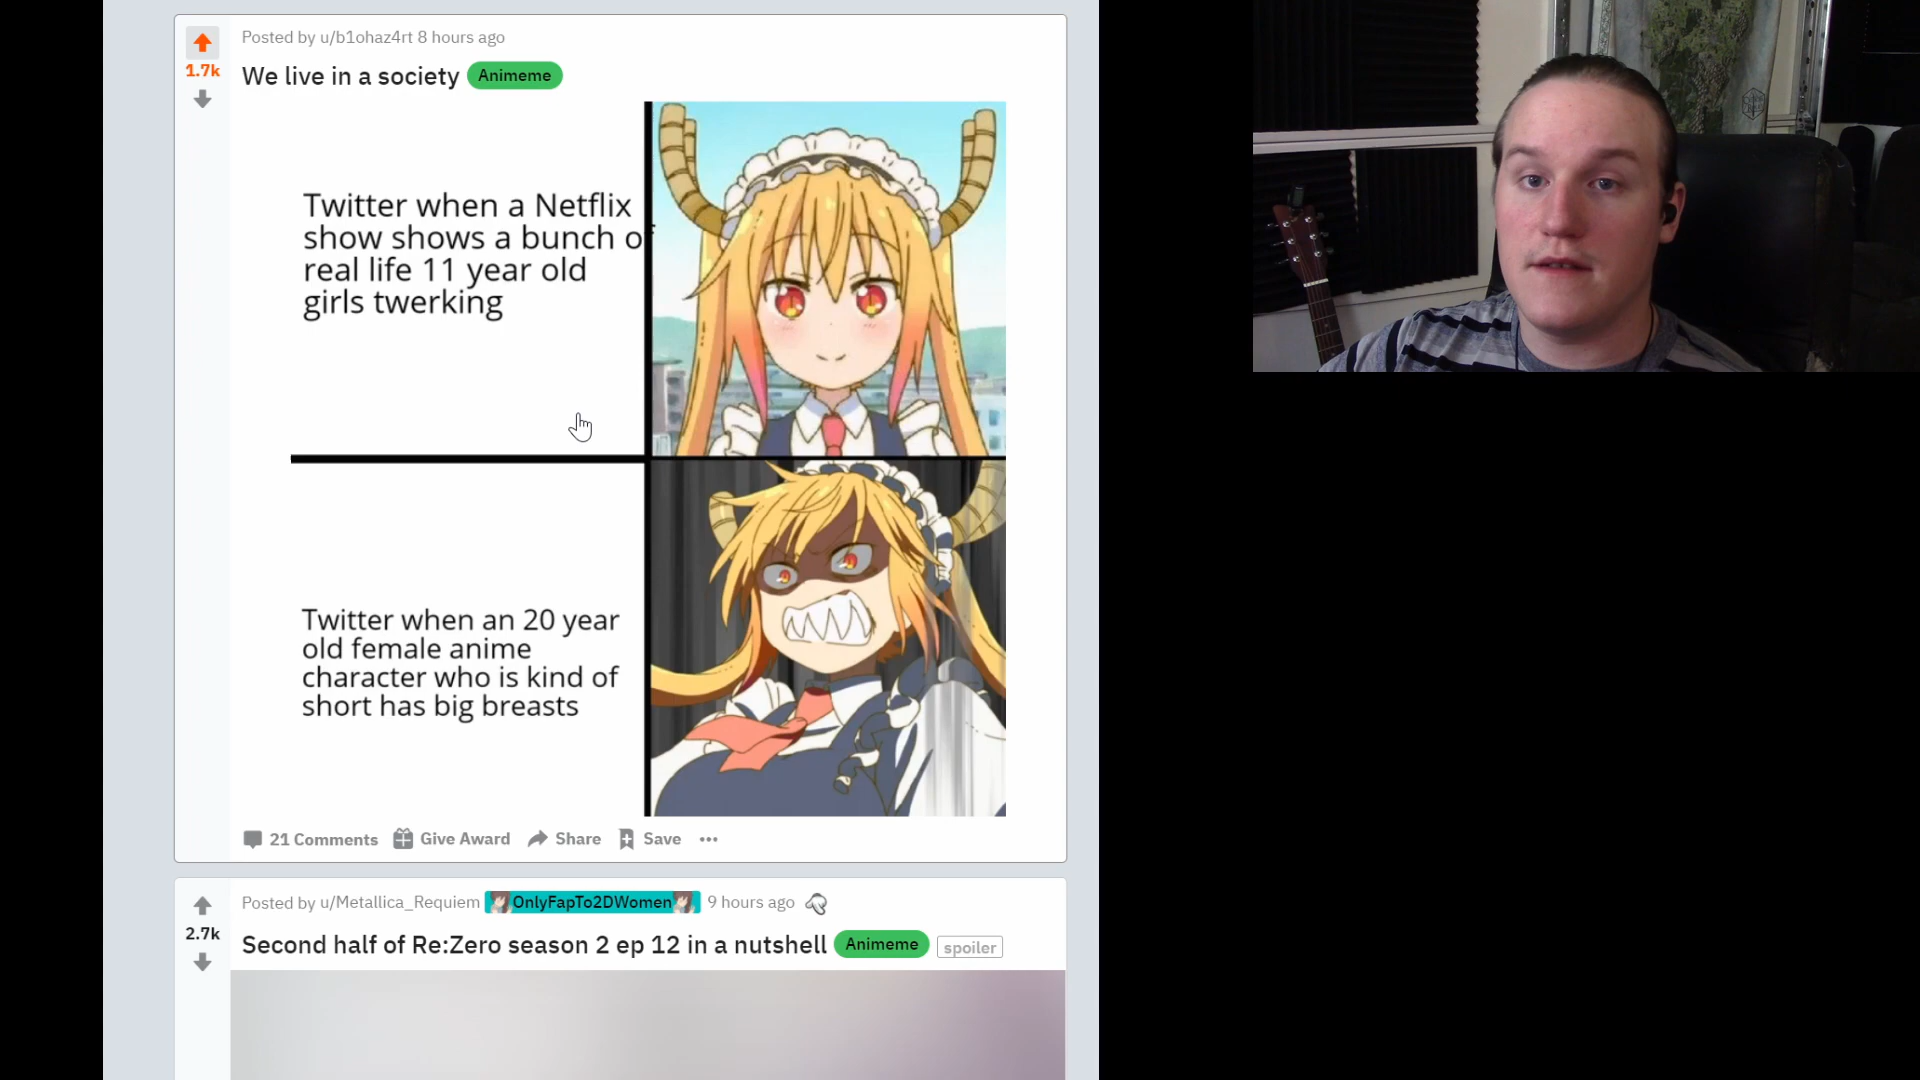 Posted by u/b1ohaz4rt 8 hours ago
1.7k
We live in a society Animeme
Twitter when a Netflix
show shows a bunch of
real life 11 year old
girls twerking
Twitter when an 20 year
old female anime
character who is kind of
short has big breasts
21 Comments Give Award Share Save
Posted by u/Metallica_Requiem OnlyFapTo2DWomen 9 hours ago
2.7k
Second half of Re:Zero season 2 ep 12 in a nutshell Animeme spoiler